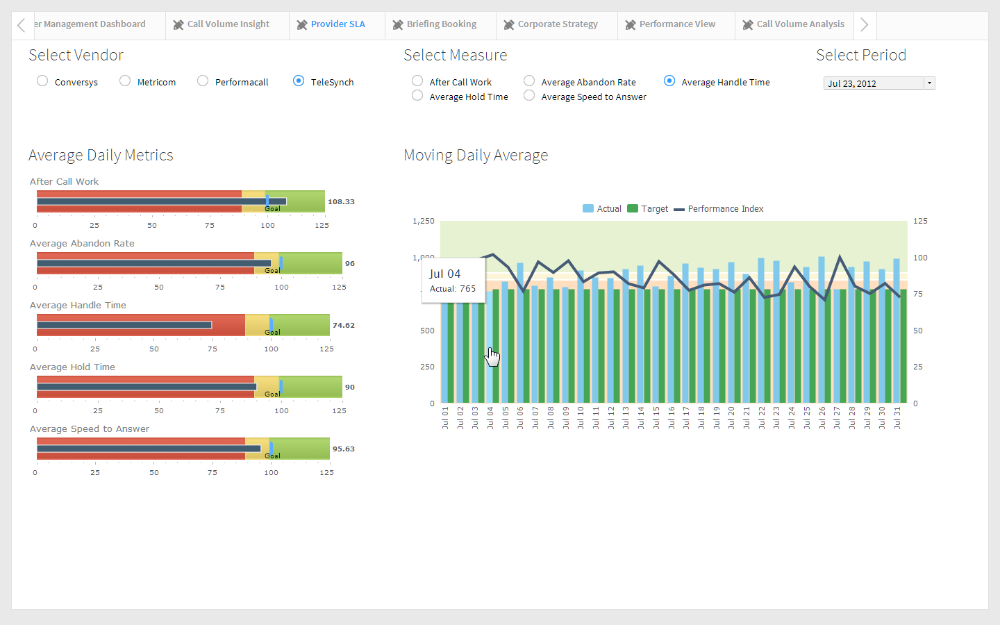 er Management Dashboard Call Volume Insight Provider SLA Briefing Booking Corporate Strategy Performance View Call Volume Analysis
Select Vendor
Conversys Metricom Performacall TeleSynch
Select Measure
After Call Work Average Abandon Rate Average Handle Time
Average Hold Time Average Speed to Answer
Select Period
Jul 23, 2012
Average Daily Metrics
After Call Work
Goal
108.33
0 25 50 75 100 125
Average Abandon Rate
Goal
96
0 25 50 75 100 125
Average Handle Time
Goal
74.62
0 25 50 75 100 125
Average Hold Time
Goal
90
0 25 50 75 100 125
Average Speed to Answer
Goal
95.63
0 25 50 75 100 125
Moving Daily Average
Actual Target Performance Index
1,250 125
1,000 100
75
500 50
250 25
0 0
Jul 04
Actual: 765
Jul 01 Jul 02 Jul 03 Jul 04 Jul 05 Jul 06 Jul 07 Jul 08 Jul 09 Jul 10 Jul 11 Jul 12 Jul 13 Jul 14 Jul 15 Jul 16 Jul 17 Jul 18 Jul 19 Jul 20 Jul 21 Jul 22 Jul 23 Jul 24 Jul 25 Jul 26 Jul 27 Jul 28 Jul 29 Jul 30 Jul 31